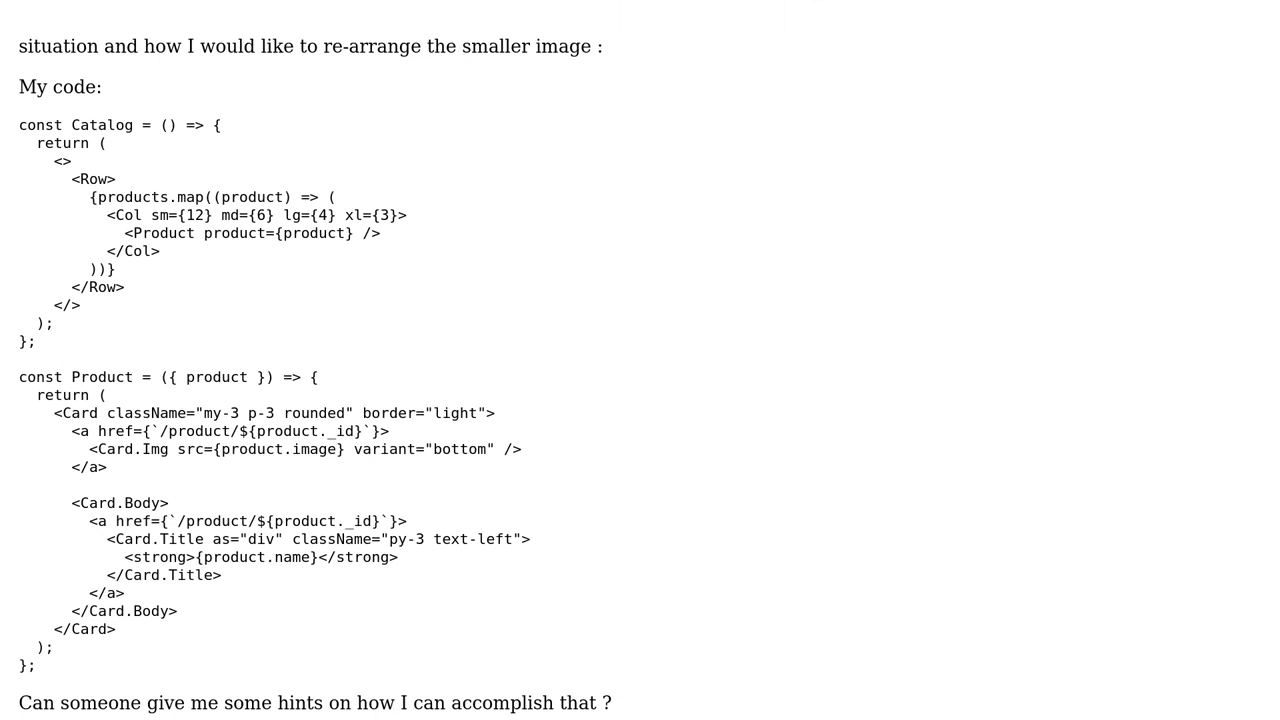 situation and how I would like to re-arrange the smaller image :
My code:
const Catalog = () => {
  return (
    <>
      <Row>
        {products.map((product) => (
          <Col sm={12} md={6} lg={4} xl={3}>
            <Product product={product} />
          </Col>
        ))}
      </Row>
    </>
  );
};

const Product = ({ product }) => {
  return (
    <Card className="my-3 p-3 rounded" border="light">
      <a href={`/product/${product._id}`}>
        <Card.Img src={product.image} variant="bottom" />
      </a>

      <Card.Body>
        <a href={`/product/${product._id}`}>
          <Card.Title as="div" className="py-3 text-left">
            <strong>{product.name}</strong>
          </Card.Title>
        </a>
      </Card.Body>
    </Card>
  );
};
Can someone give me some hints on how I can accomplish that ?